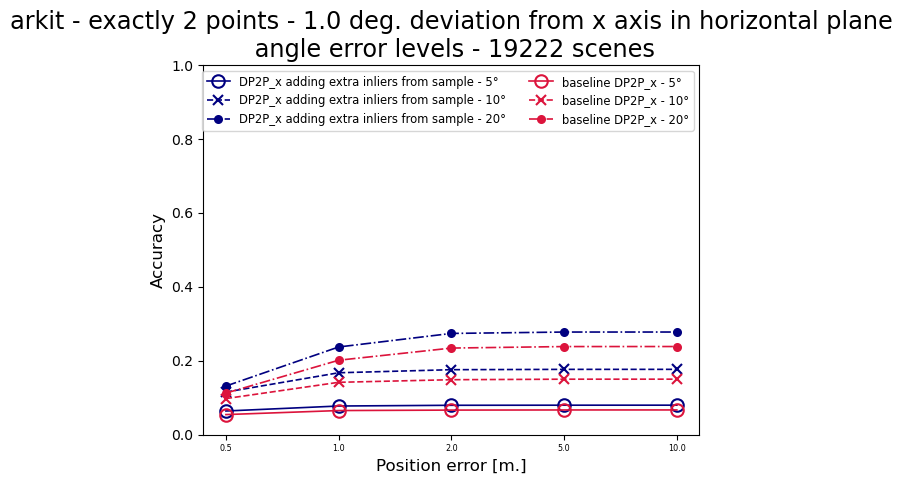 arkit - exactly 2 points - 1.0 deg. deviation from x axis in horizontal plane
angle error levels - 19222 scenes
DP2P_x adding extra inliers from sample - 5°
DP2P_x adding extra inliers from sample - 10°
DP2P_x adding extra inliers from sample - 20°
baseline DP2P_x - 5°
baseline DP2P_x - 10°
baseline DP2P_x - 20°
Accuracy
1.0
0.8
0.6
0.4
0.2
0.0
0.5 1.0 2.0 5.0 10.0
Position error [m.]